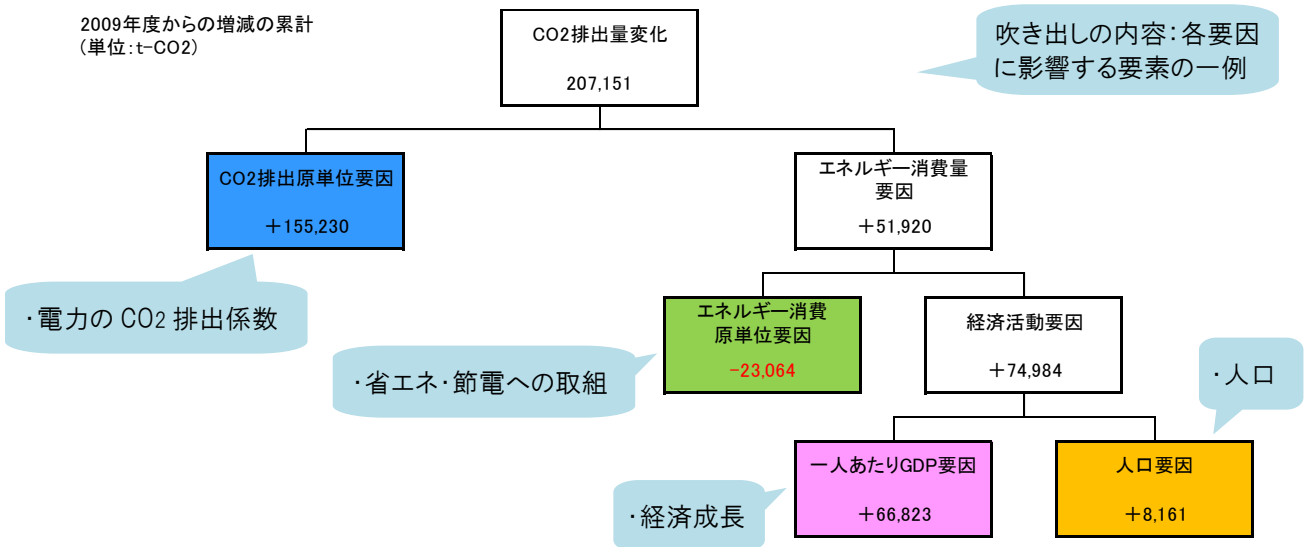 2009年度からの増減の累計
(単位:t-CO2)
CO2排出量変化
207,151
吹き出しの内容:各要因
に影響する要素の一例
CO2排出原単位要因
+155,230
エネルギー消費量
要因
+51,920
・電力の CO2 排出係数
エネルギー消費
原単位要因
-23,064
経済活動要因
+74,984
・省エネ・節電への取組
・人口
一人あたりGDP要因
+66,823
人口要因
+8,161
・経済成長